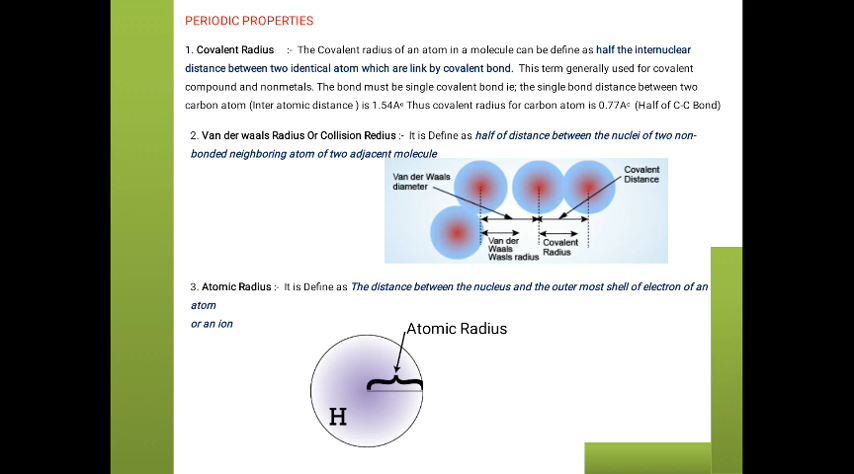 PERIODIC PROPERTIES
1. Covalent Radius :- The Covalent radius of an atom in a molecule can be define as half the internuclear
distance between two identical atom which are link by covalent bond. This term generally used for covalent
compound and nonmetals. The bond must be single covalent bond ie; the single bond distance between two
carbon atom (Inter atomic distance ) is 1.54Aᵒ Thus covalent radius for carbon atom is 0.77Aᵒ (Half of C-C Bond)
2. Van der waals Radius Or Collision Redius :- It is Define as half of distance between the nuclei of two non-
bonded neighboring atom of two adjacent molecule
Van der Waals
diameter
Covalent
Distance
Van der
Waals
Wasls radius
Covalent
Radius
3. Atomic Radius :- It is Define as The distance between the nucleus and the outer most shell of electron of an
atom
or an ion
Atomic Radius
H